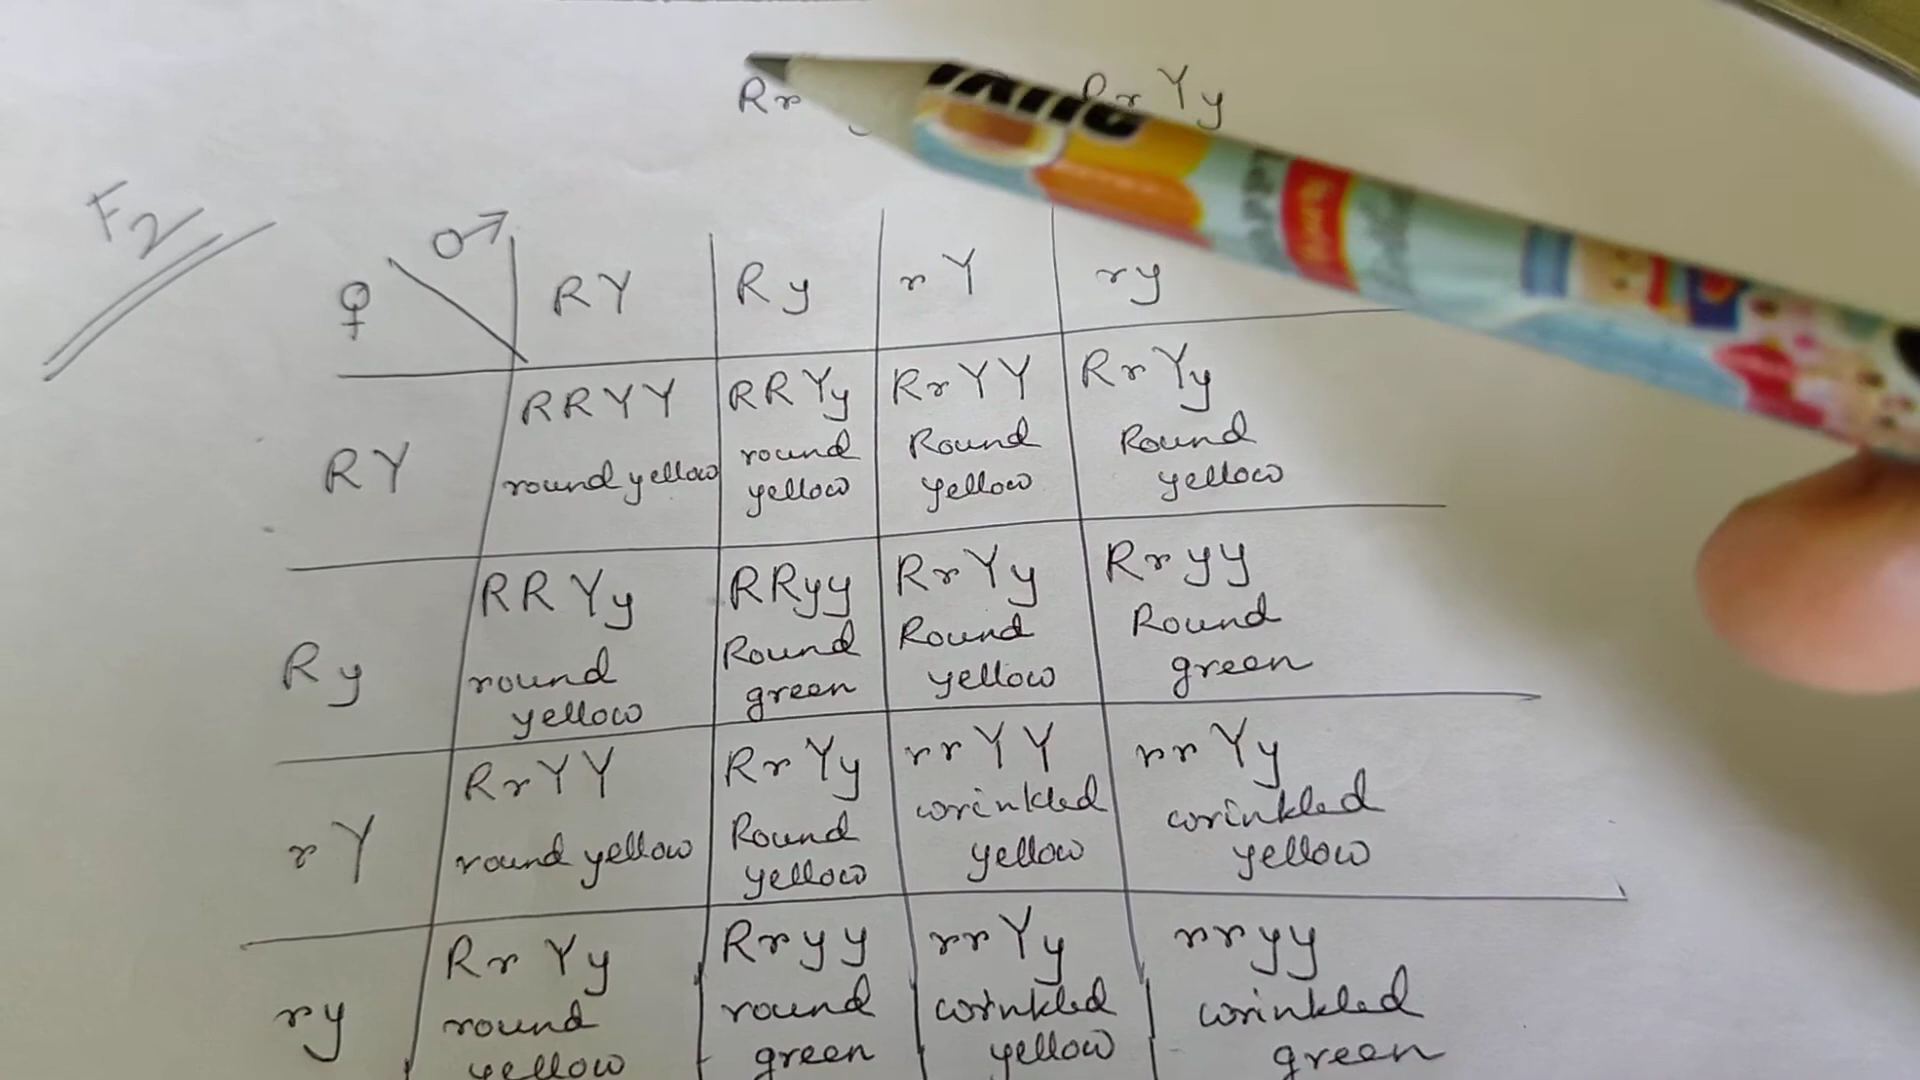 Rr RrYy
F2
♀ ♂ RY Ry rY ry
RY RRYY RRYy RrYY RrYy
round yellow round yellow Round yellow Round yellow
Ry RRYy RRyy RrYy Rryy
round yellow Round green Round yellow Round green
rY RrYY RrYy rrYY rrYy
round yellow Round yellow wrinkled yellow wrinkled yellow
ry RrYy Rryy rrYy rryy
round yellow round green wrinkled yellow wrinkled green